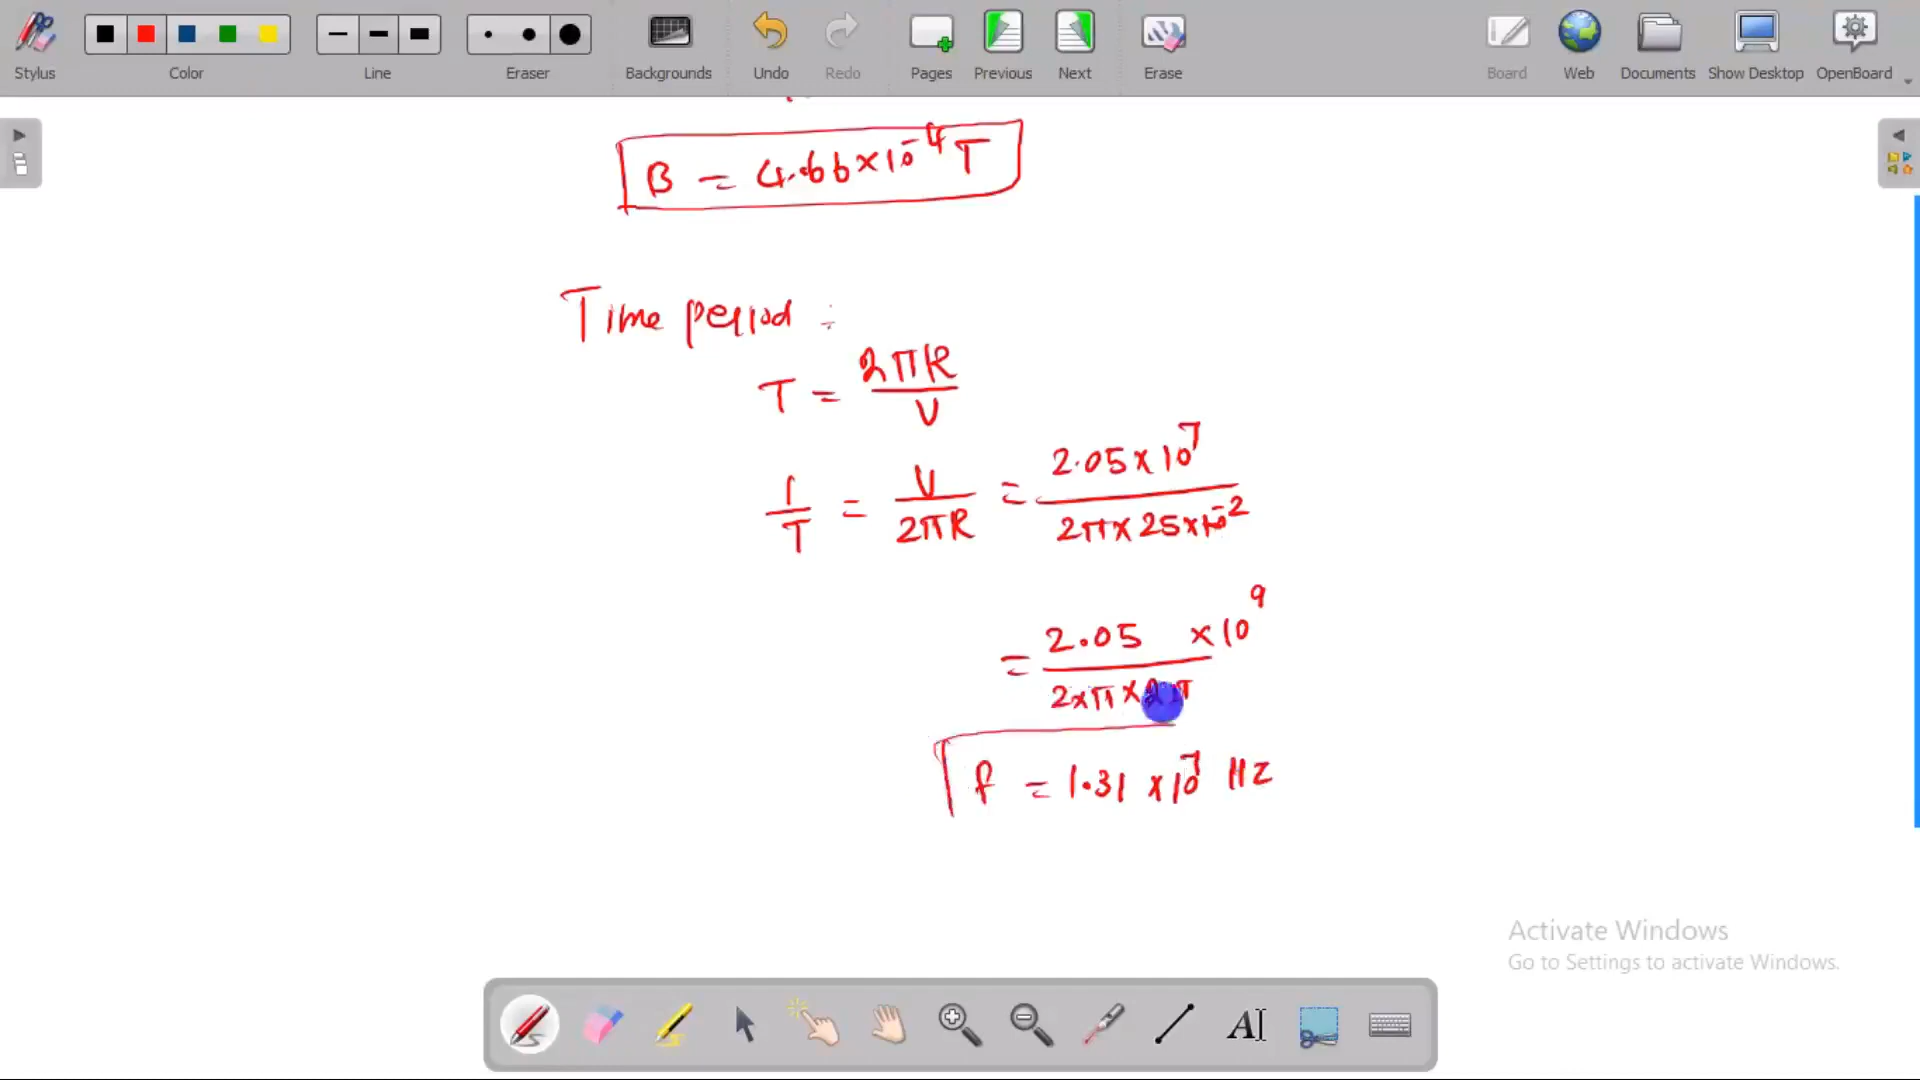 Stylus Color Line Eraser Backgrounds Undo Redo Pages Previous Next Erase Board Web Documents Show Desktop OpenBoard
B = 4.66×10⁻⁴ T
Time period :
T = 2πR / V
1/T = V / 2πR = 2.05×10⁷ / 2π×25×10⁻²
= 2.05 ×10⁹ / 2×π×
f = 1.31 ×10⁷ Hz
Activate Windows
Go to Settings to activate Windows.